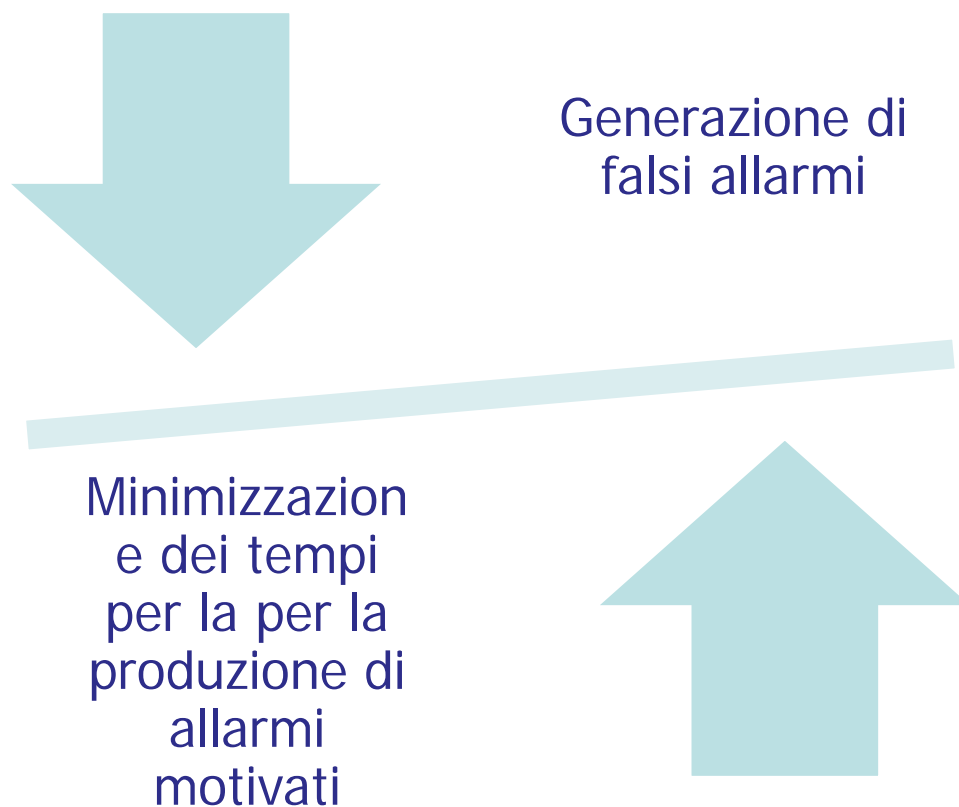 Generazione di
falsi allarmi
Minimizzazion
e dei tempi
per la per la
produzione di
allarmi
motivati